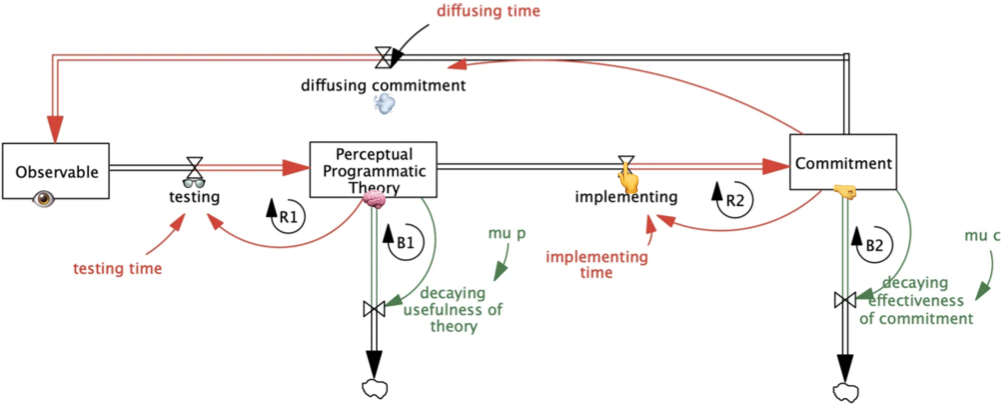 diffusing time
diffusing commitment
Observable
testing
testing time
Perceptual
Programmatic
Theory
R1
B1
mu p
decaying
usefulness of
theory
implementing
implementing
time
R2
Commitment
B2
mu c
decaying
effectiveness
of commitment